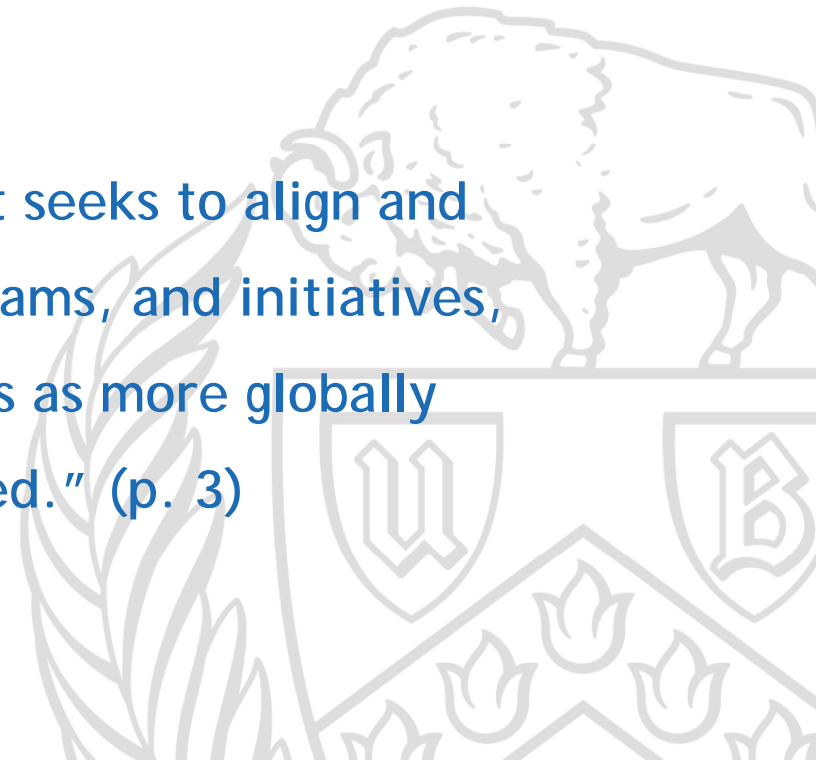 t seeks to align and
ams, and initiatives,
s as more globally
ed.” (p. 3)
U B